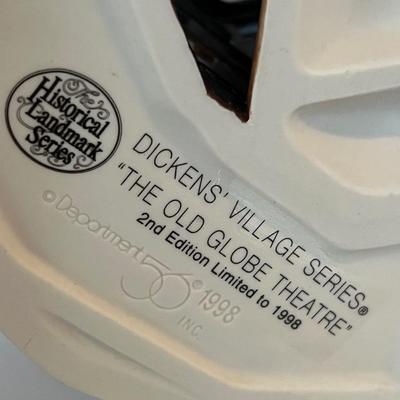 The
Historical
Landmark
Series
DICKENS' VILLAGE SERIES®
"THE OLD GLOBE THEATRE"
2nd Edition Limited to 1998
© Department 56 ® 1998
INC.